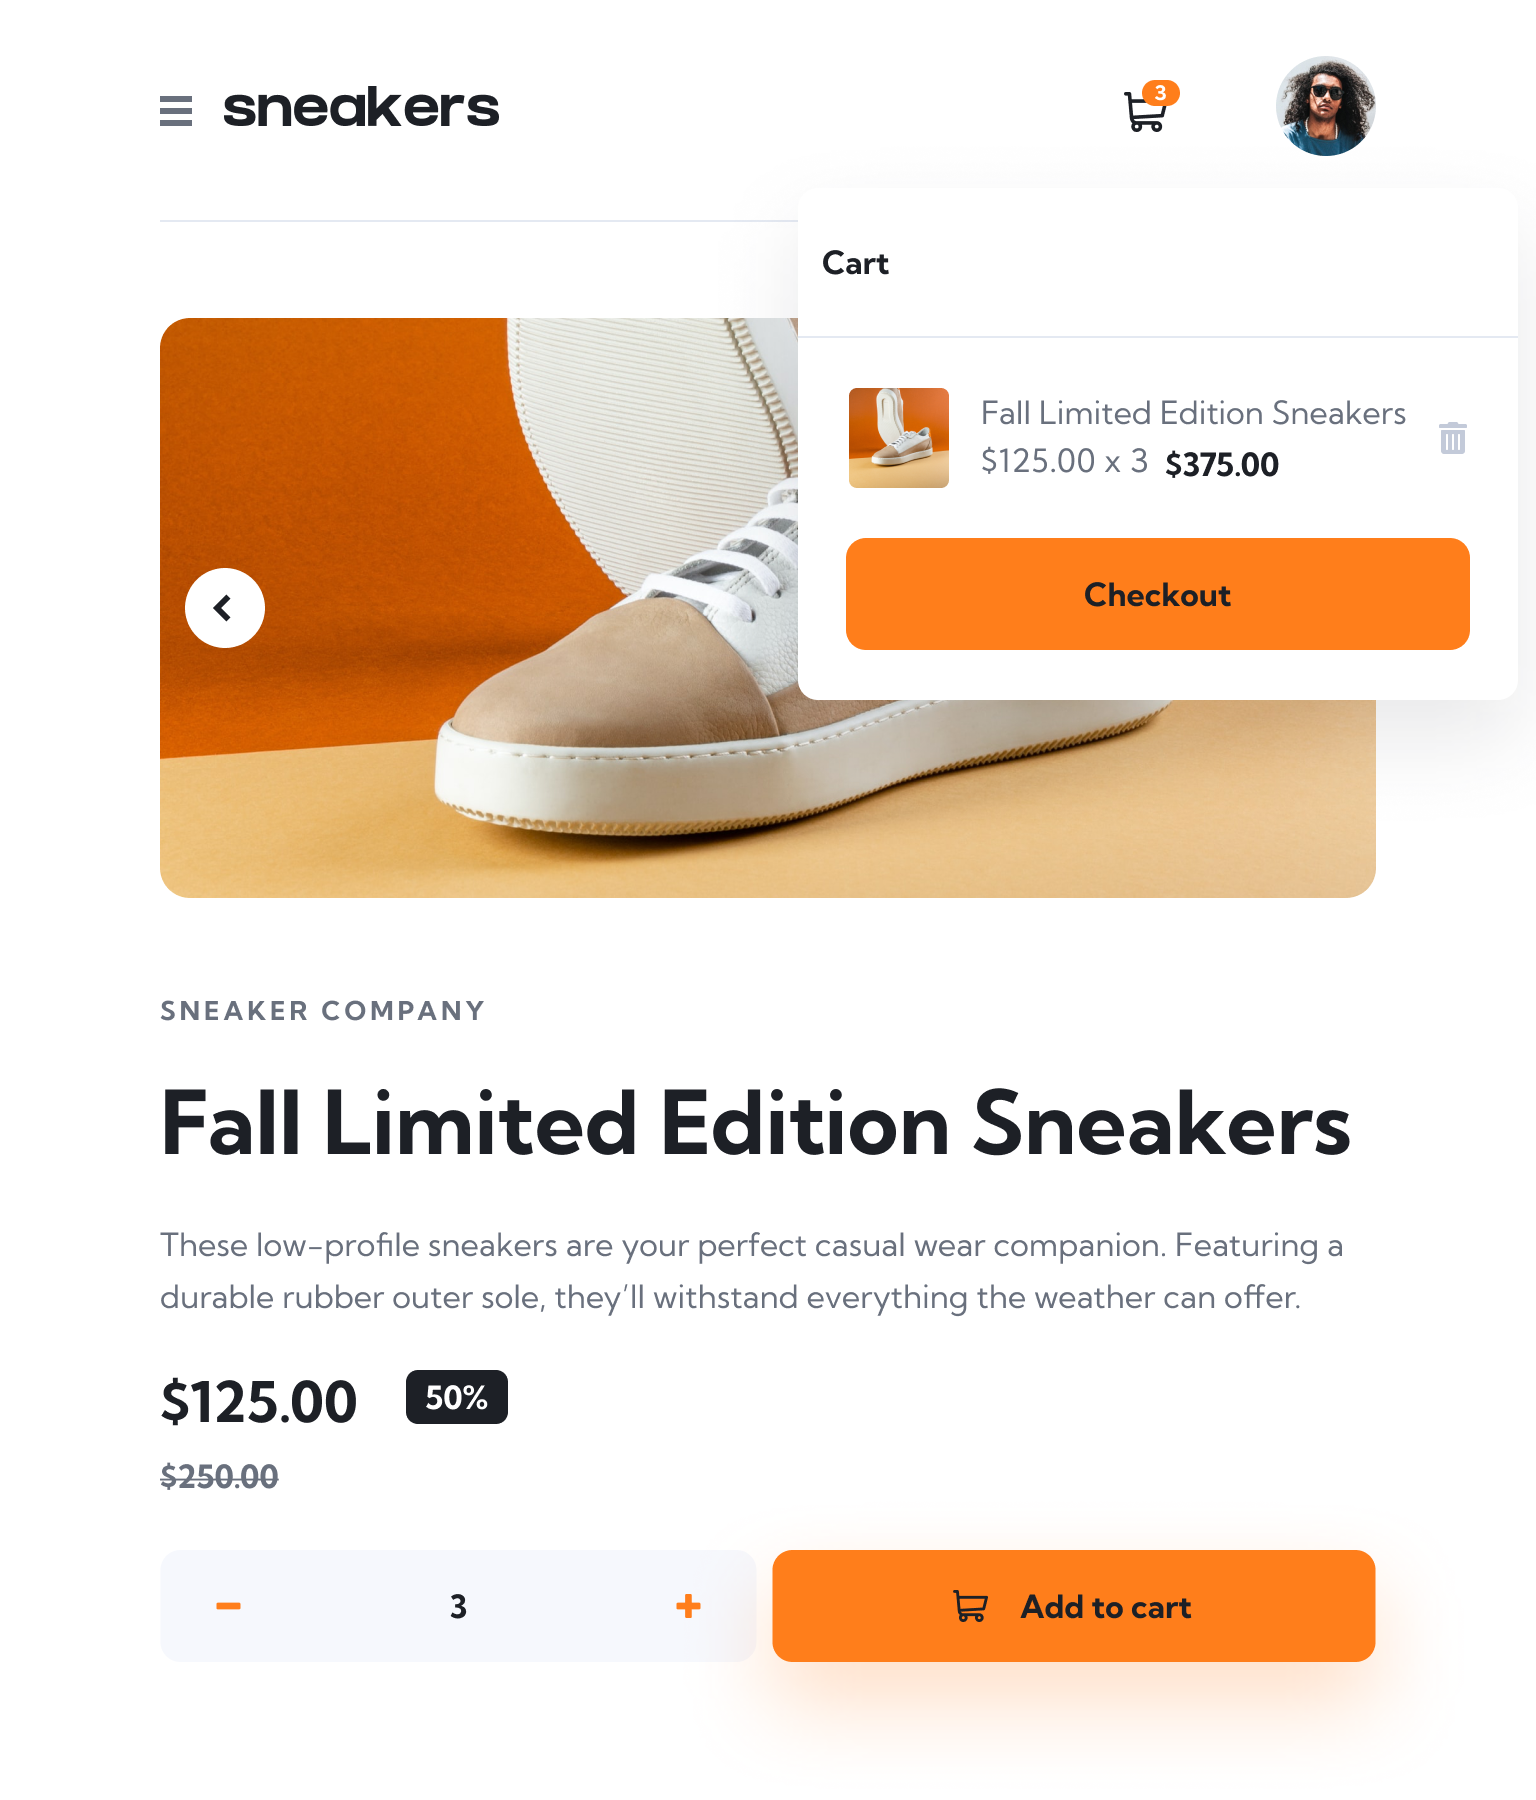 sneakers
3
Cart
Fall Limited Edition Sneakers
$125.00 x 3 $375.00
Checkout
SNEAKER COMPANY
Fall Limited Edition Sneakers
These low-profile sneakers are your perfect casual wear companion. Featuring a
durable rubber outer sole, they’ll withstand everything the weather can offer.
$125.00 50%
$250.00
3
Add to cart